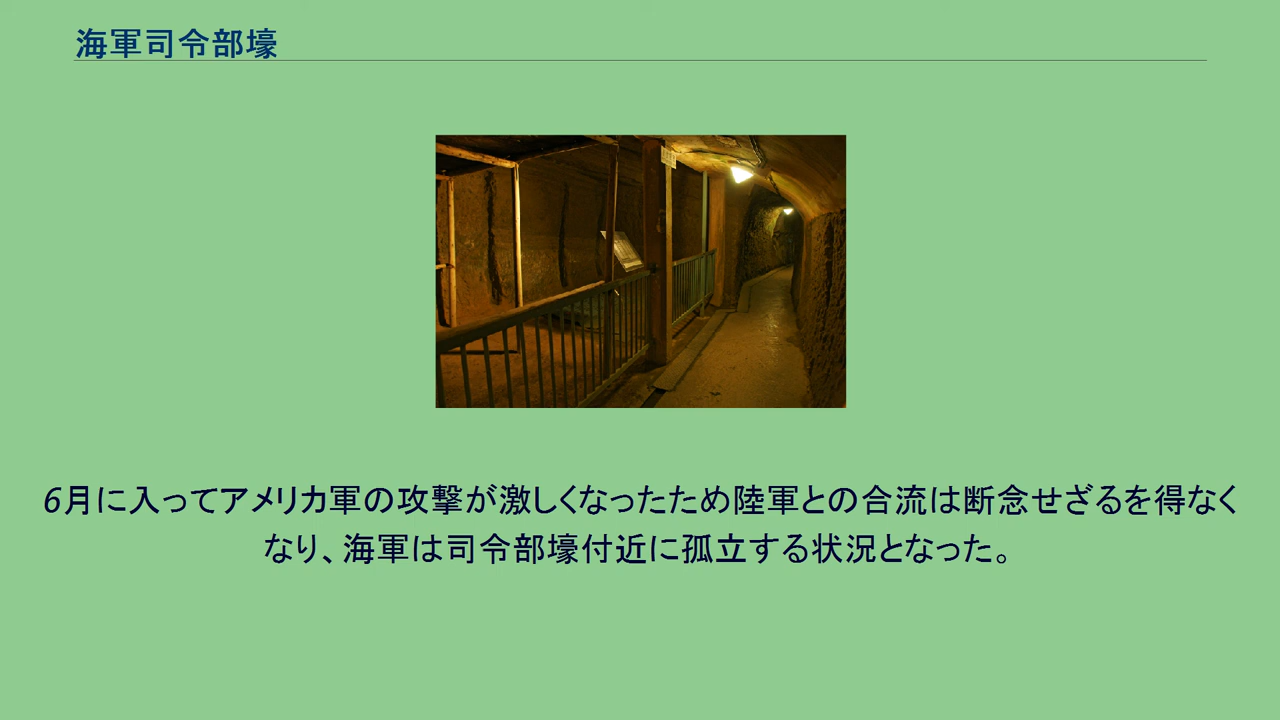 海軍司令部壕
6月に入ってアメリカ軍の攻撃が激しくなったため陸軍との合流は断念せざるを得なく
なり、海軍は司令部壕付近に孤立する状況となった。